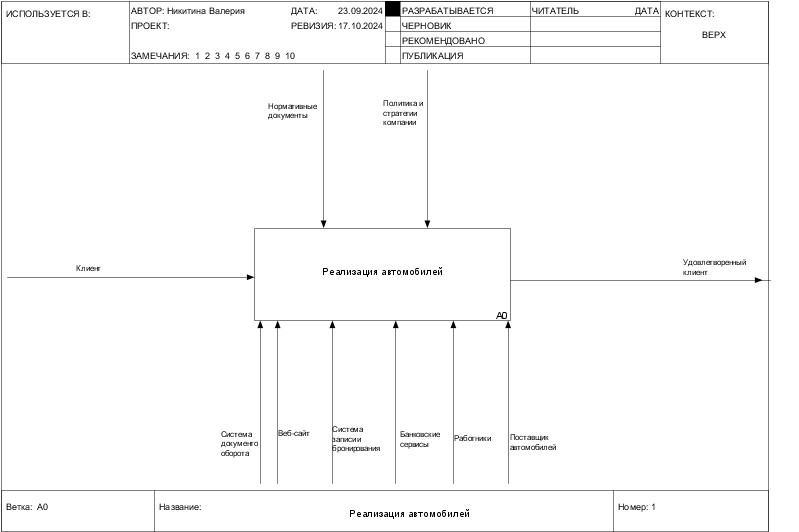 ИСПОЛЬЗУЕТСЯ В:
АВТОР: Никитина Валерия
ДАТА: 23.09.2024
РАЗРАБАТЫВАЕТСЯ
ЧИТАТЕЛЬ ДАТА
КОНТЕКСТ:
ПРОЕКТ:
РЕВИЗИЯ: 17.10.2024
ЧЕРНОВИК
РЕКОМЕНДОВАНО
ВЕРХ
ЗАМЕЧАНИЯ: 1 2 3 4 5 6 7 8 9 10
ПУБЛИКАЦИЯ
Нормативные
документы
Политика и
стратегии
компании
Клиент
Реализация автомобилей
A0
Удовлетворенный
клиент
Система
документо
оборота
Веб-сайт
Система
записи и
бронирования
Банковские
сервисы
Работники
Поставщик
автомобилей
Ветка: A0
Название:
Реализация автомобилей
Номер: 1